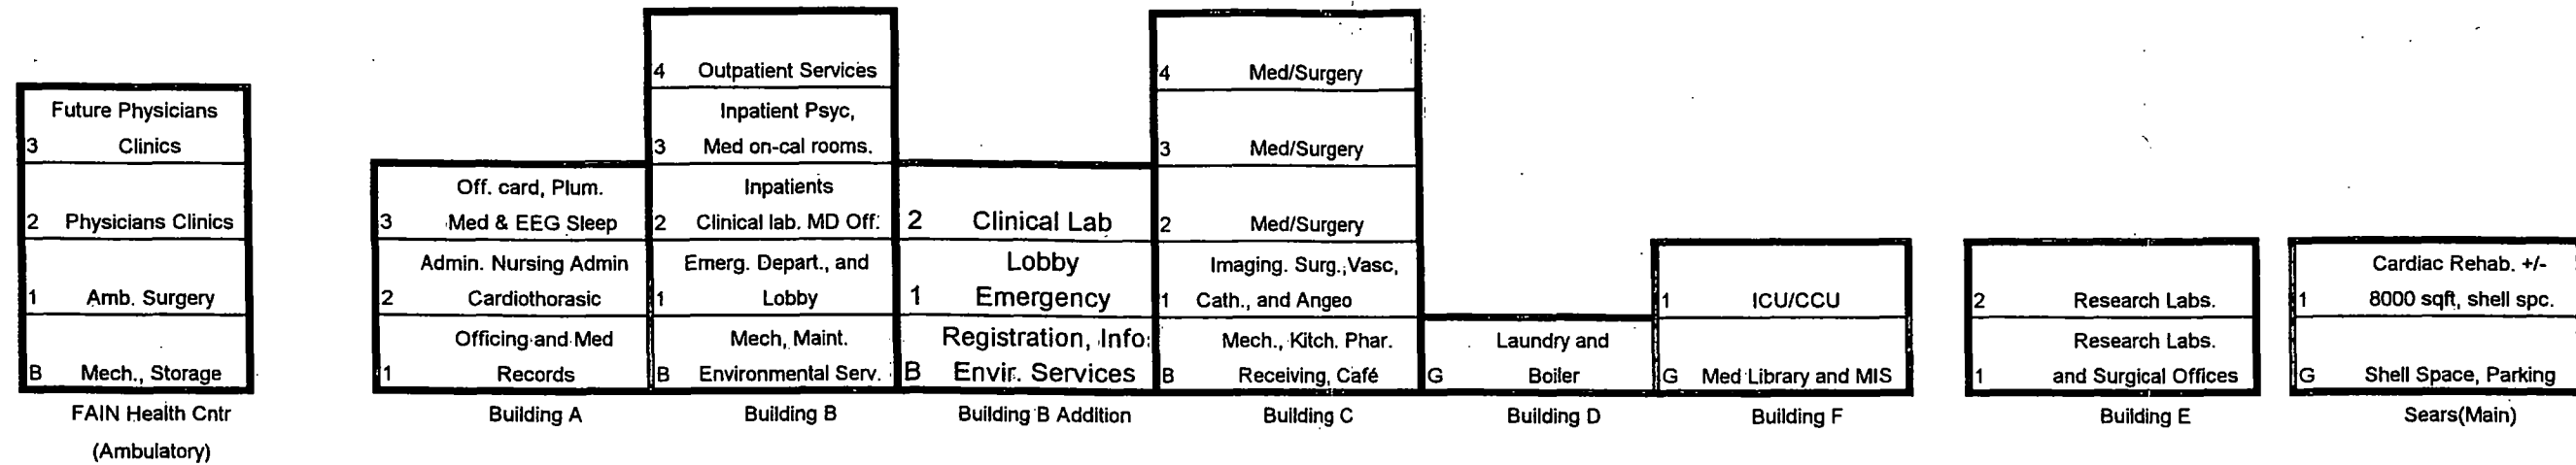 Future Physicians
3 Clinics
2 Physicians Clinics
1 Amb. Surgery
B Mech., Storage
FAIN Health Cntr
(Ambulatory)
Off. card, Plum.
3 Med & EEG Sleep
Admin. Nursing Admin
2 Cardiothorasic
Officing and Med
1 Records
Building A
4 Outpatient Services
Inpatient Psyc,
3 Med on-cal rooms.
Inpatients
2 Clinical lab. MD Off.
Emerg. Depart., and
1 Lobby
Mech, Maint.
B Environmental Serv.
Building B
2 Clinical Lab
Lobby
1 Emergency
Registration, Info.
B Envir. Services
Building B Addition
4 Med/Surgery
3 Med/Surgery
2 Med/Surgery
Imaging. Surg., Vasc,
1 Cath., and Angeo
Mech., Kitch. Phar.
B Receiving, Café
Building C
Laundry and
G Boiler
Building D
1 ICU/CCU
G Med Library and MIS
Building F
2 Research Labs.
Research Labs.
1 and Surgical Offices
Building E
Cardiac Rehab. +/-
1 8000 sqft, shell spc.
G Shell Space, Parking
Sears(Main)